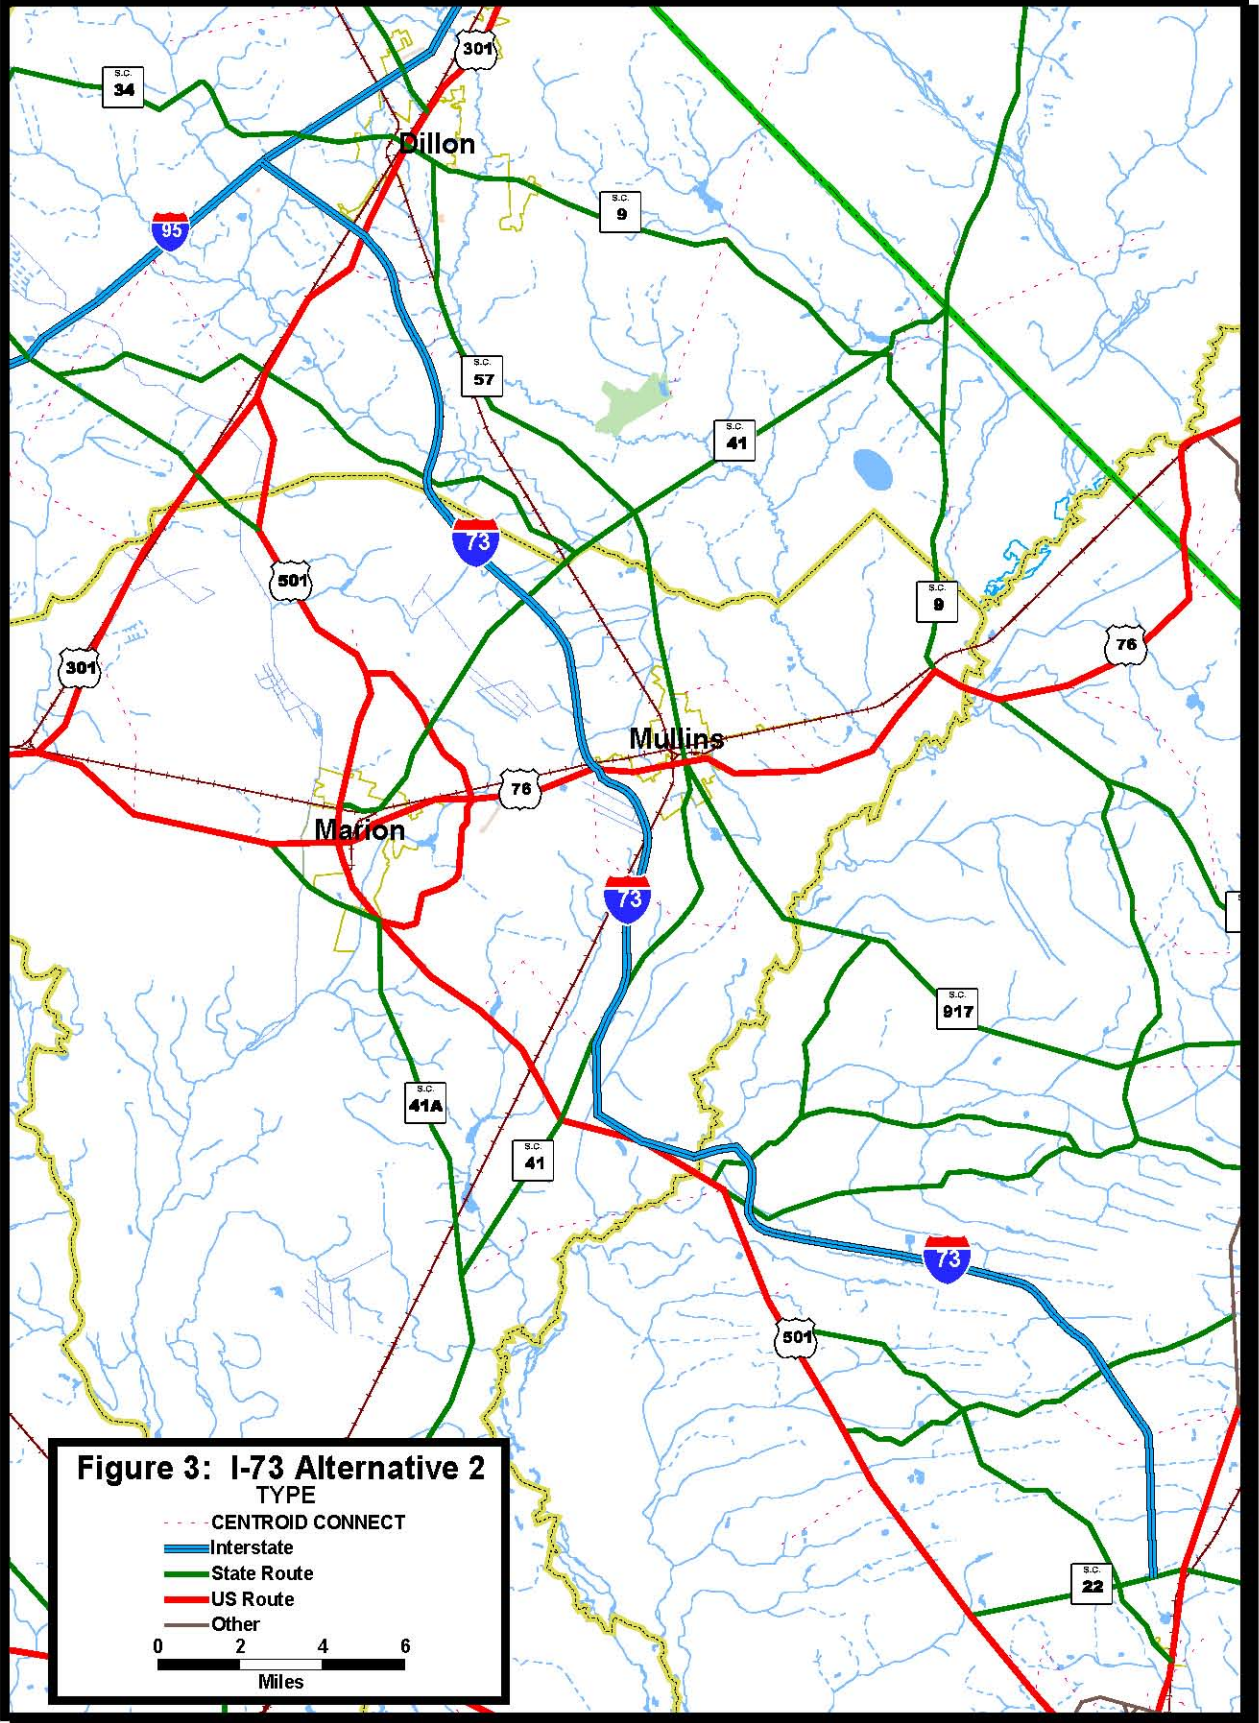 301
S.C.
34
Dillon
S.C.
9
95
S.C.
57
S.C.
41
73
501
S.C.
9
76
301
Mullins
76
Marion
73
S.C.
917
S.C.
41A
S.C.
41
73
501
S.C.
22
Figure 3: I-73 Alternative 2
TYPE
CENTROID CONNECT
Interstate
State Route
US Route
Other
0 2 4 6
Miles